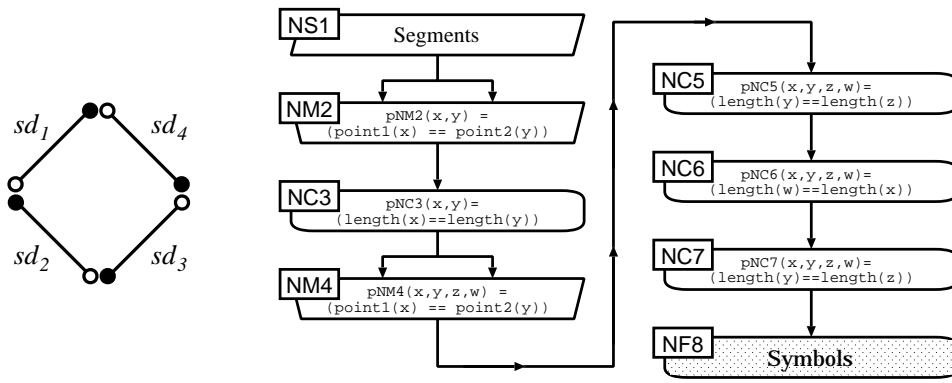 sd1
sd4
sd2
sd3
NS1
Segments
NM2
pNM2(x,y) =
(point1(x) == point2(y))
NC3
pNC3(x,y)=
(length(x)==length(y))
NM4
pNM4(x,y,z,w) =
(point1(x) == point2(y))
NC5
pNC5(x,y,z,w)=
(length(y)==length(z))
NC6
pNC6(x,y,z,w)=
(length(w)==length(x))
NC7
pNC7(x,y,z,w)=
(length(y)==length(z))
NF8
Symbols